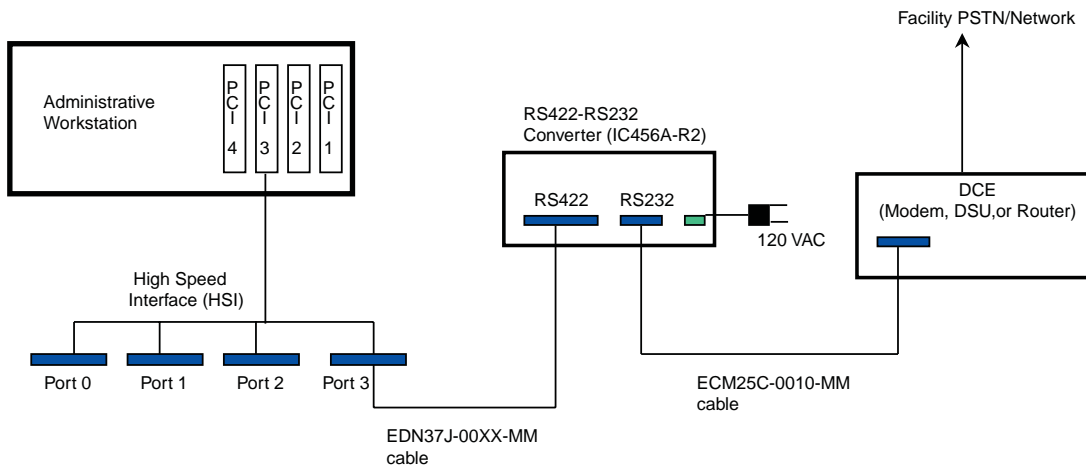 Facility PSTN/Network
Administrative
Workstation
PCI 4
PCI 3
PCI 2
PCI 1
RS422-RS232
Converter (IC456A-R2)
RS422
RS232
120 VAC
DCE
(Modem, DSU,or Router)
High Speed
Interface (HSI)
Port 0
Port 1
Port 2
Port 3
EDN37J-00XX-MM
cable
ECM25C-0010-MM
cable